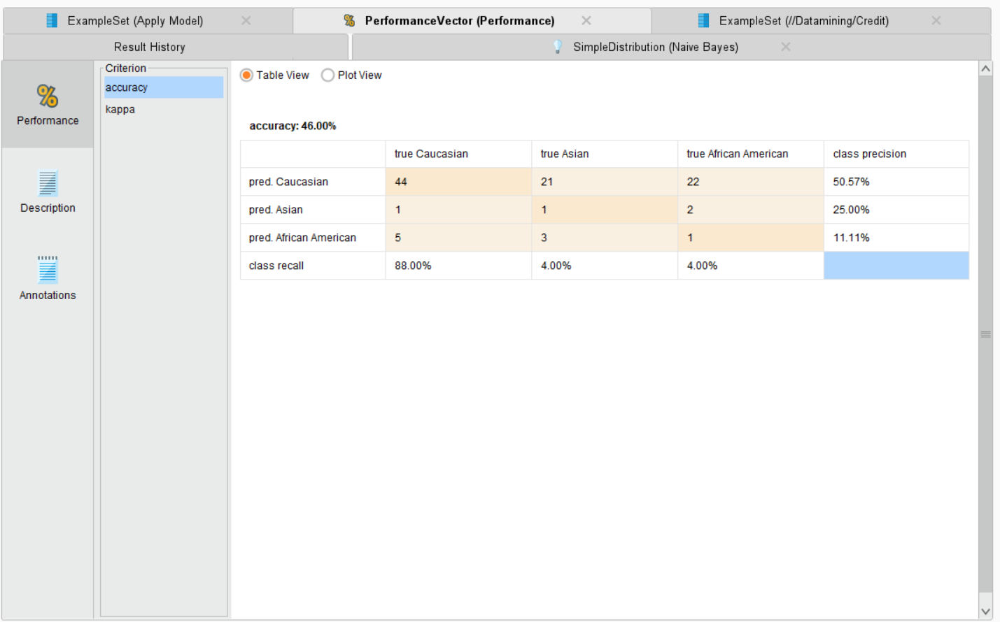 ExampleSet (Apply Model)
PerformanceVector (Performance)
ExampleSet (//Datamining/Credit)
Result History
SimpleDistribution (Naive Bayes)
Performance
Description
Annotations
Criterion
accuracy
kappa
Table View Plot View
accuracy: 46.00%
true Caucasian true Asian true African American class precision
pred. Caucasian 44 21 22 50.57%
pred. Asian 1 1 2 25.00%
pred. African American 5 3 1 11.11%
class recall 88.00% 4.00% 4.00%